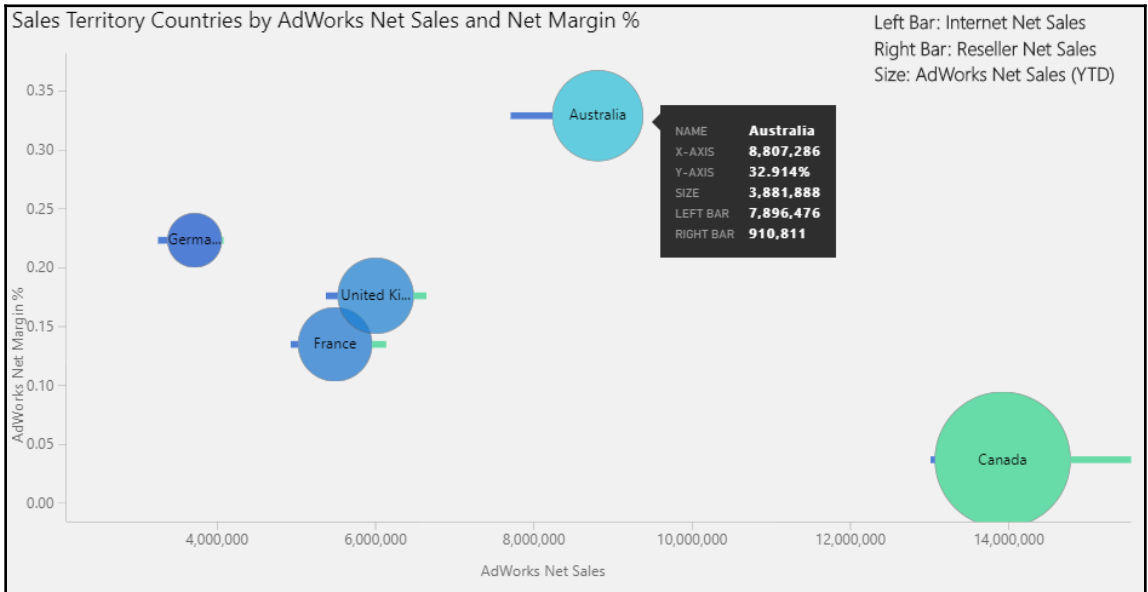 Sales Territory Countries by AdWorks Net Sales and Net Margin %
Left Bar: Internet Net Sales
Right Bar: Reseller Net Sales
Size: AdWorks Net Sales (YTD)
AdWorks Net Margin %
0.35
0.30
0.25
0.20
0.15
0.10
0.05
0.00
Australia
Germa...
United Ki...
France
Canada
NAME Australia
X-AXIS 8,807,286
Y-AXIS 32.914%
SIZE 3,881,888
LEFT BAR 7,896,476
RIGHT BAR 910,811
4,000,000 6,000,000 8,000,000 10,000,000 12,000,000 14,000,000
AdWorks Net Sales